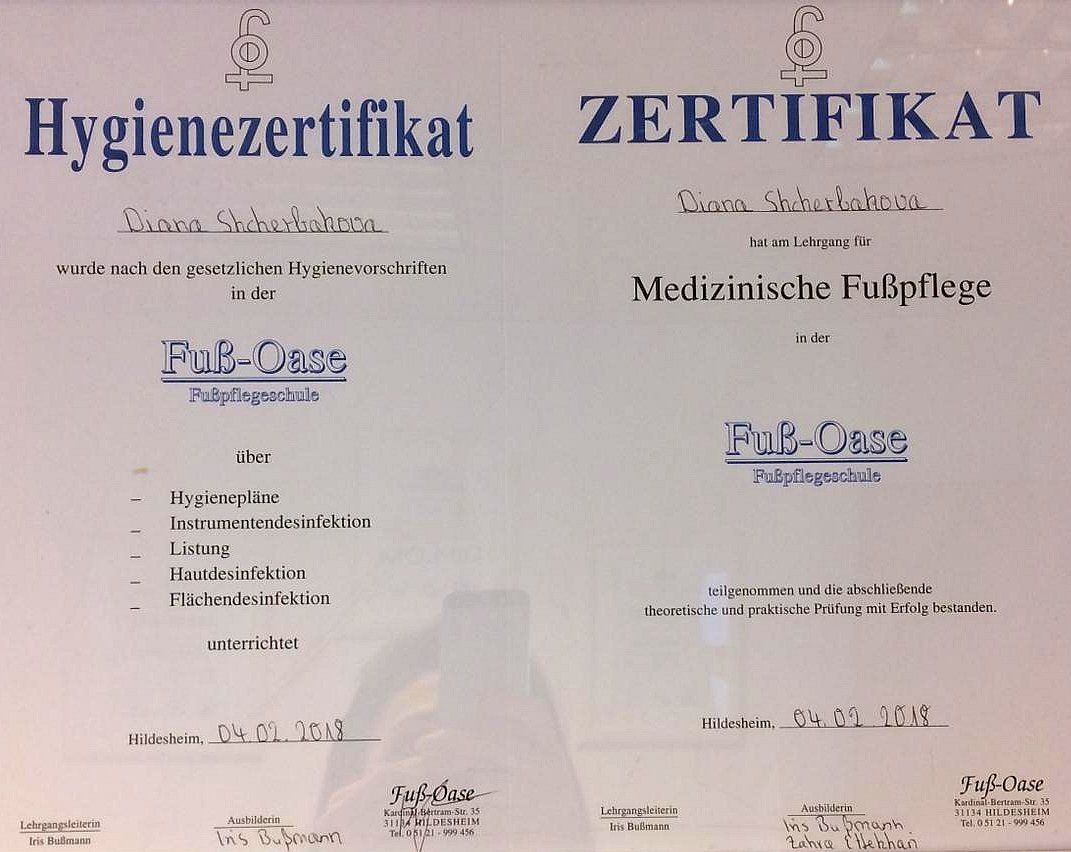 Hygienezertifikat
Diana Shcherbakova
wurde nach den gesetzlichen Hygienevorschriften
in der
Fuß-Oase
Fußpflegeschule
über
– Hygienepläne
– Instrumentendesinfektion
– Listung
– Hautdesinfektion
– Flächendesinfektion
unterrichtet
Hildesheim, 04.02.2018
Lehrgangsleiterin
Iris Bußmann
Ausbilderin
Iris Bußmann
Fuß-Oase
Kardinal-Bertram-Str. 35
31134 HILDESHEIM
Tel. 0 51 21 - 999 456
ZERTIFIKAT
Diana Shcherbakova
hat am Lehrgang für
Medizinische Fußpflege
in der
Fuß-Oase
Fußpflegeschule
teilgenommen und die abschließende
theoretische und praktische Prüfung mit Erfolg bestanden.
Hildesheim, 04.02 2018
Lehrgangsleiterin
Iris Bußmann
Ausbilderin
Iris Bußmann
Zahra
Fuß-Oase
Kardinal-Bertram-Str. 35
31134 HILDESHEIM
Tel. 0 51 21 - 999 456